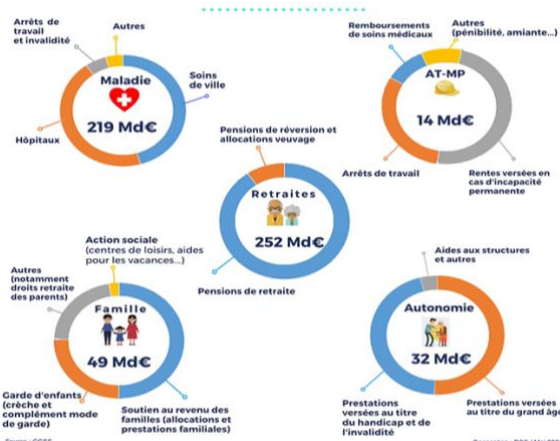 Arrêts de
travail
et invalidité
Autres
Maladie
219 Md€
Soins
de ville
Hôpitaux
Remboursements
de soins médicaux
Autres
(pénibilité, amiante...)
AT-MP
14 Md€
Arrêts de travail
Rentes versées en
cas d'incapacité
permanente
Pensions de réversion et
allocations veuvage
Retraites
252 Md€
Pensions de retraite
Action sociale
(centres de loisirs, aides
pour les vacances...)
Autres
(notamment
droits retraite
des parents)
Famille
49 Md€
Garde d'enfants
(crèche et
complément mode
de garde)
Soutien au revenu des
familles (allocations et
prestations familiales)
Aides aux structures
et autres
Autonomie
32 Md€
Prestations
versées au titre
du handicap et de
l'invalidité
Prestations versées
au titre du grand âge